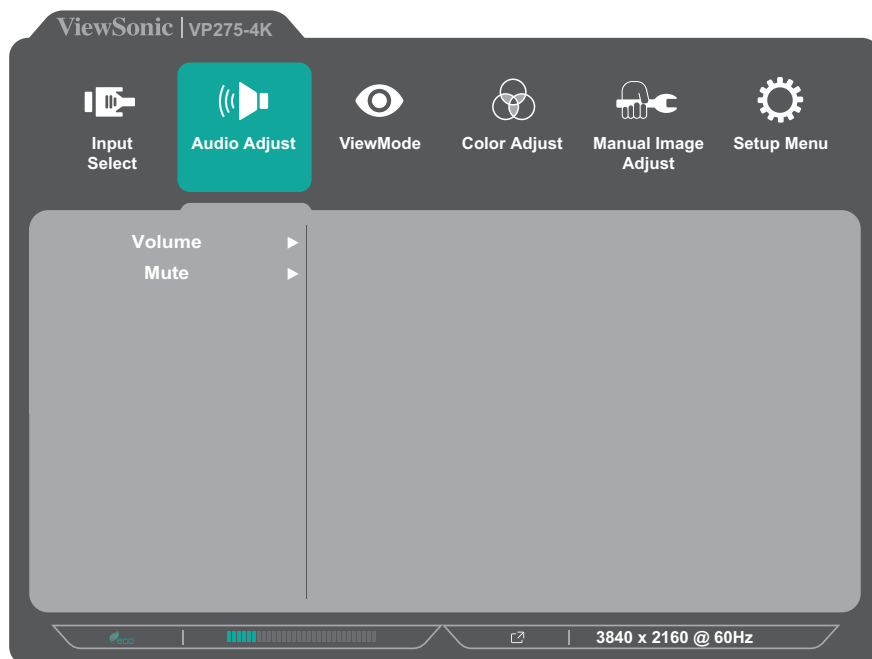 ViewSonic | VP275-4K
Input
Select
Audio Adjust
ViewMode
Color Adjust
Manual Image
Adjust
Setup Menu
Volume
Mute
eco
3840 x 2160 @ 60Hz